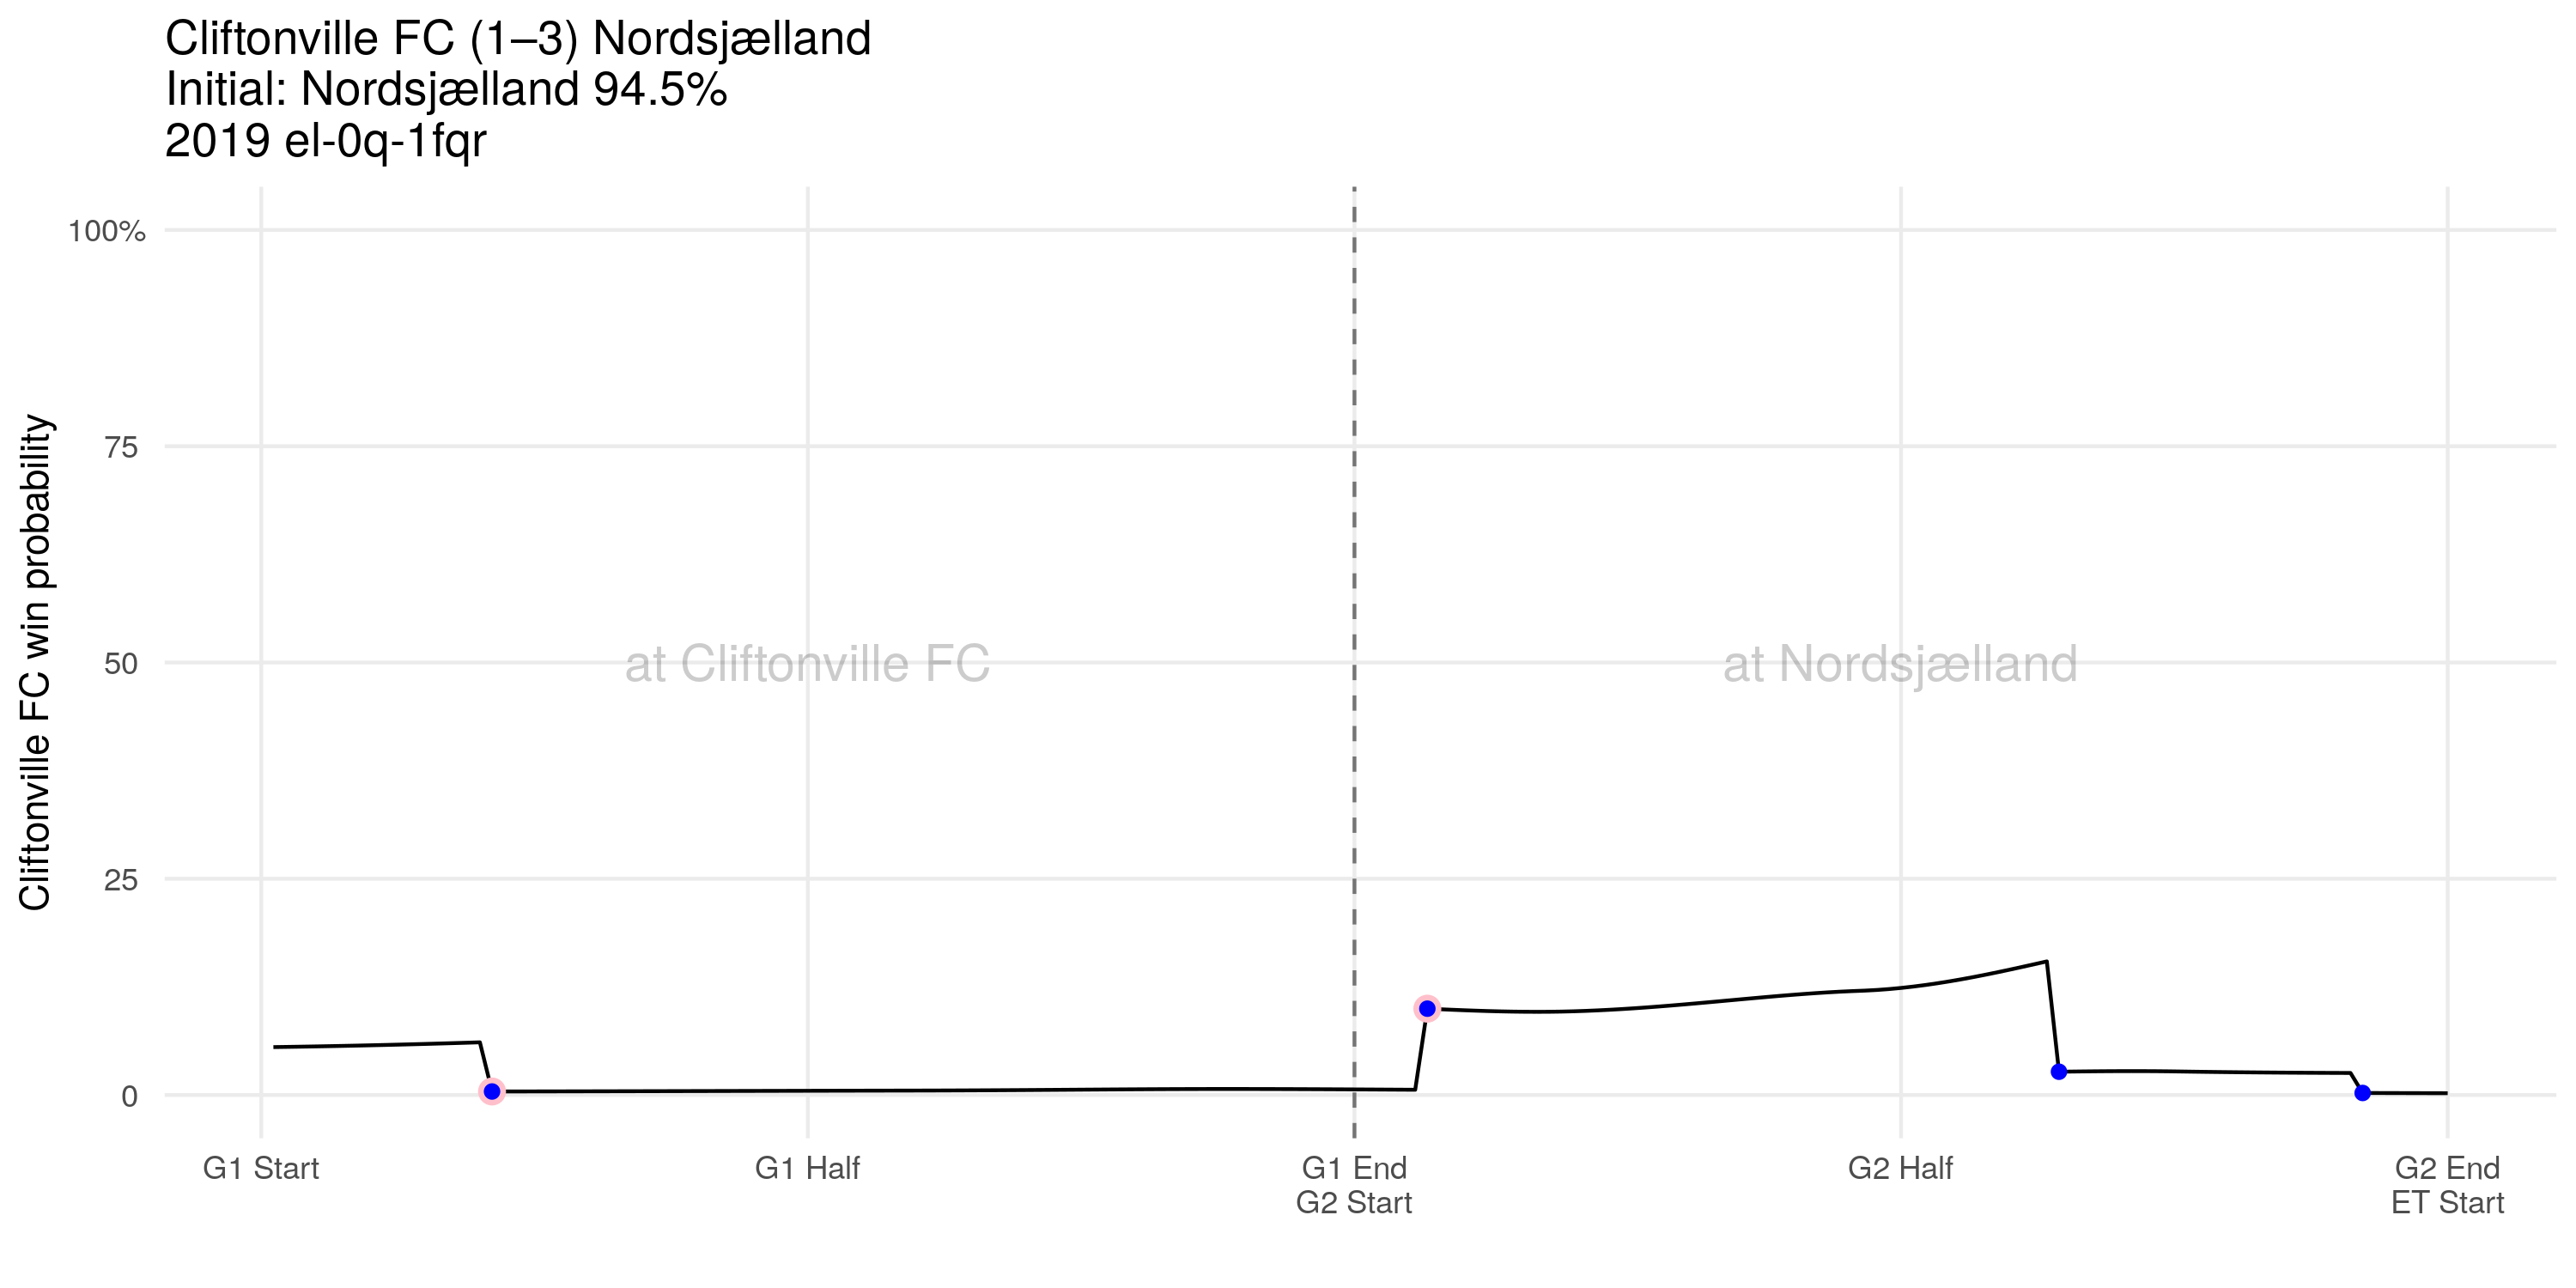 Cliftonville FC (1–3) Nordsjælland
Initial: Nordsjælland 94.5%
2019 el-0q-1fqr
Cliftonville FC win probability
100%
75
50
25
0
at Cliftonville FC
at Nordsjælland
G1 Start
G1 Half
G1 End
G2 Start
G2 Half
G2 End
ET Start